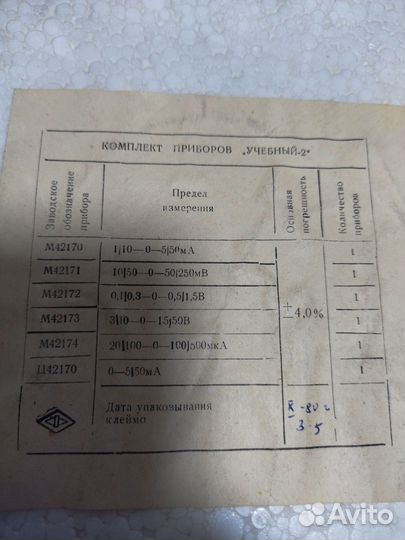 КОМПЛЕКТ ПРИБОРОВ „УЧЕБНЫЙ-2"
Заводское обозначение прибора
Предел измерения
Основная погрешность
Количество приборов
М42170 1|10—0—5|50мА 1
М42171 10|50—0—50|250мВ 1
М42172 0,1|0,3—0—0,5|1,5В 1
±4,0%
М42173 3|10—0—15|50В 1
М42174 20|100—0—100|500мкА 1
Ц42170 0—5|50мА 1
Дата упаковывания
клеймо
X-80г
3.5
Avito